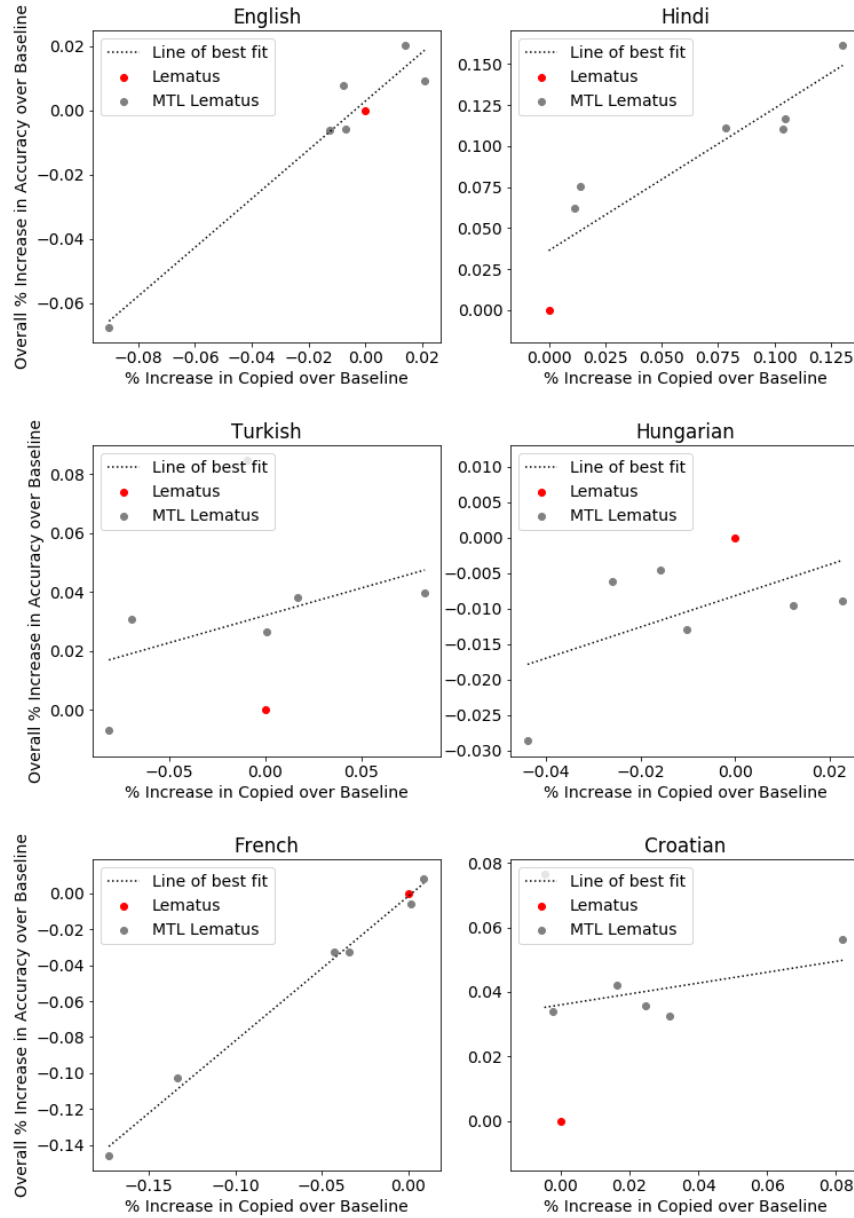 English
Overall % Increase in Accuracy over Baseline
0.02
0.00
−0.02
−0.04
−0.06
Line of best fit
Lematus
MTL Lematus
−0.08
−0.06
−0.04
−0.02
0.00
0.02
% Increase in Copied over Baseline
Hindi
0.150
0.125
0.100
0.075
0.050
0.025
0.000
Line of best fit
Lematus
MTL Lematus
0.000
0.025
0.050
0.075
0.100
0.125
% Increase in Copied over Baseline
Turkish
Overall % Increase in Accuracy over Baseline
0.08
0.06
0.04
0.02
0.00
Line of best fit
Lematus
MTL Lematus
−0.05
0.00
0.05
% Increase in Copied over Baseline
Hungarian
0.010
0.005
0.000
−0.005
−0.010
−0.015
−0.020
−0.025
−0.030
Line of best fit
Lematus
MTL Lematus
−0.04
−0.02
0.00
0.02
% Increase in Copied over Baseline
French
Overall % Increase in Accuracy over Baseline
0.00
−0.02
−0.04
−0.06
−0.08
−0.10
−0.12
−0.14
Line of best fit
Lematus
MTL Lematus
−0.15
−0.10
−0.05
0.00
% Increase in Copied over Baseline
Croatian
0.08
0.06
0.04
0.02
0.00
Line of best fit
Lematus
MTL Lematus
0.00
0.02
0.04
0.06
0.08
% Increase in Copied over Baseline